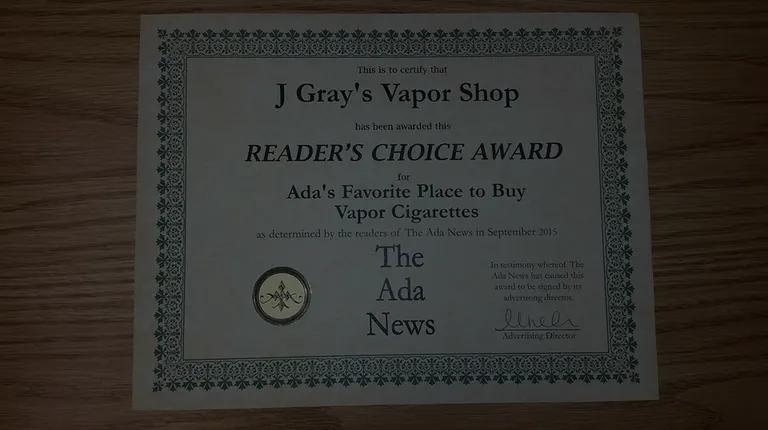 This is to certify that
J Gray's Vapor Shop
has been awarded this
READER'S CHOICE AWARD
for
Ada's Favorite Place to Buy
Vapor Cigarettes
as determined by the readers of The Ada News in September 2015
The
Ada
News
In testimony whereof The
Ada News has caused this
award to be signed by its
advertising director.
Advertising Director